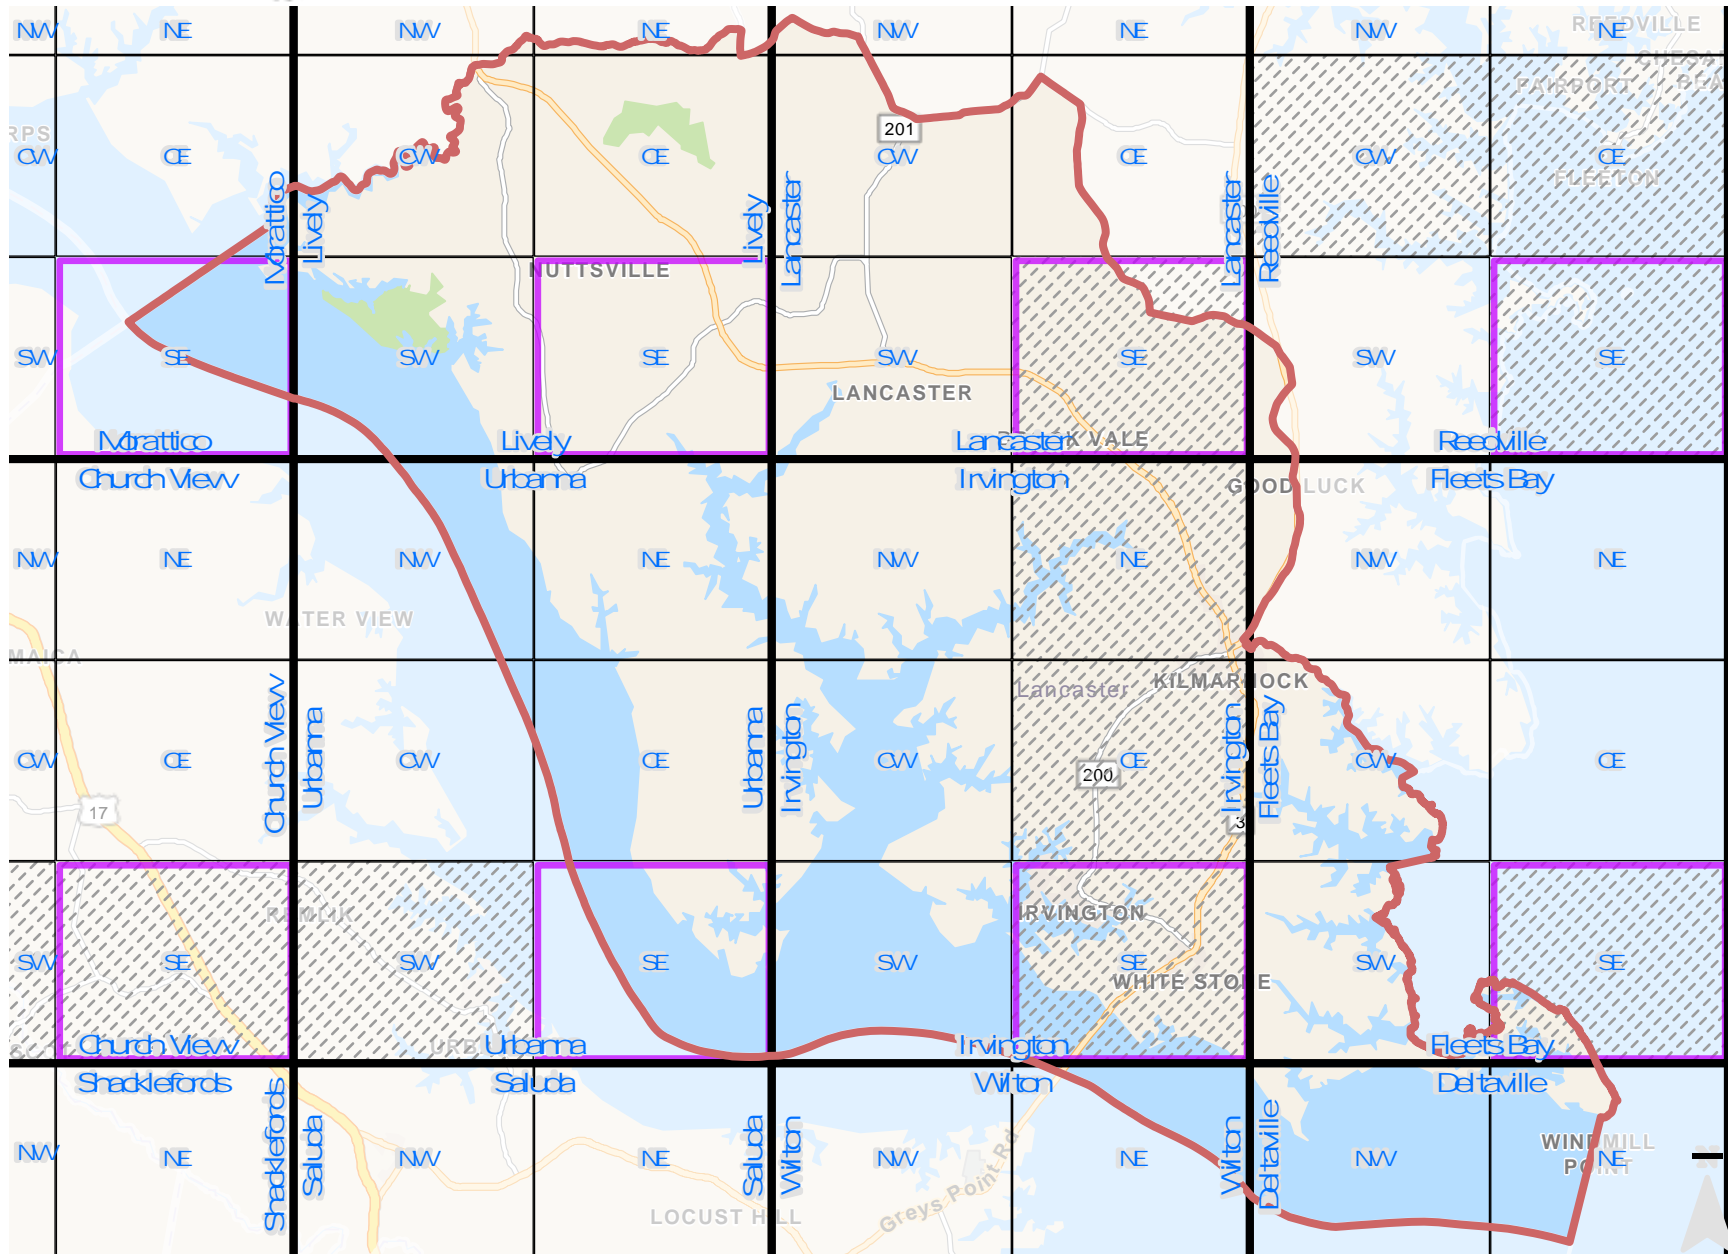 NW NE NW NE NW NE NW NE
REEDVILLE
FAIRPORT
RPS
201
CW CE CW CE CW CE CW CE
FLEETON
Morattico
Lively
Lively
Lancaster
Lancaster
Reedville
NUTTSVILLE
SW SE SW SE SW SE SW SE
LANCASTER
Morattico Lively Lancaster Reedville
VALE
Church View Urbanna Irvington Fleets Bay
GOOD LUCK
NW NE NW NE NW NE NW NE
WATER VIEW
MAICA
KILMARNOCK
Lancaster
Church View
Urbanna
Urbanna
Irvington
Irvington
Fleets Bay
CW CE CW CE CW CE CW CE
200
17
3
REMLIK
IRVINGTON
SW SE SW SE SW SE SW SE
WHITE STONE
URB
Church View Urbanna Irvington Fleets Bay
Shacklefords Saluda Wilton Deltaville
Shacklefords
Saluda
Saluda
Wilton
Wilton
Deltaville
NW NE NW NE NW NE NW NE
WINDMILL
POINT
Greys Point Rd
LOCUST HILL